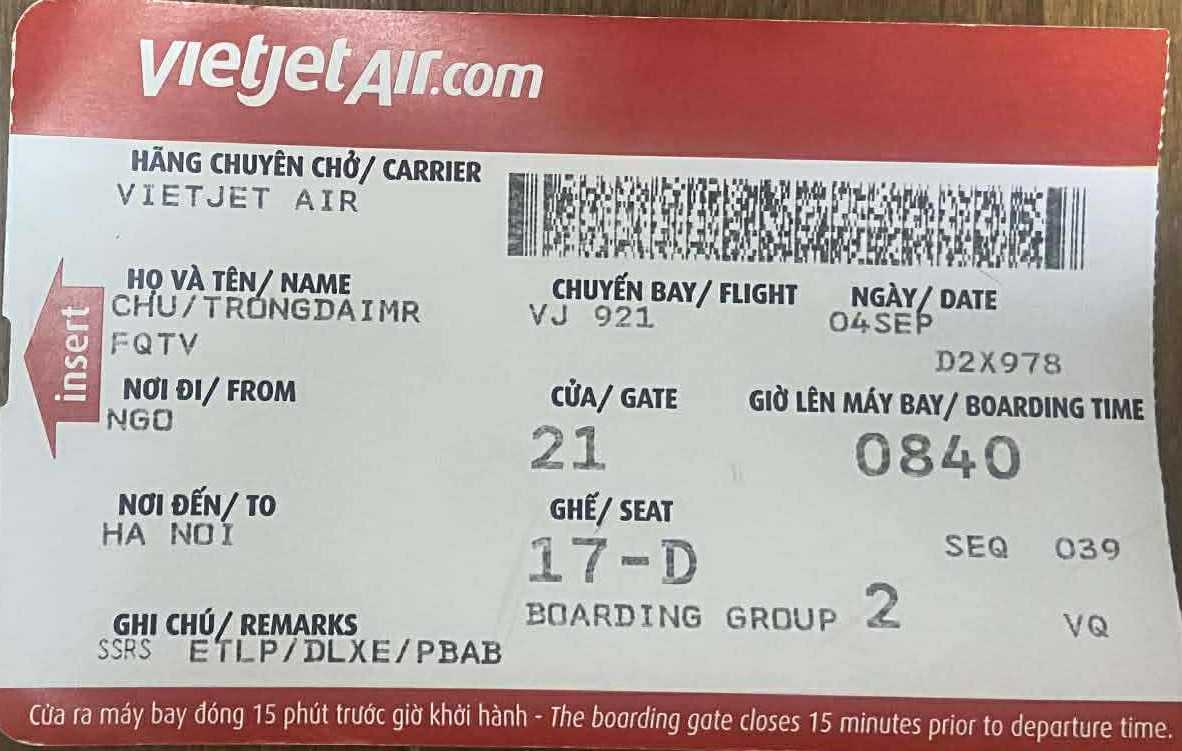 vietjetAir.com
HÃNG CHUYÊN CHỞ/ CARRIER
VIETJET AIR
HỌ VÀ TÊN/ NAME
CHU/TRONGDAIMR
FQTV
CHUYẾN BAY/ FLIGHT
VJ 921
NGÀY/ DATE
04SEP
D2X978
insert
NƠI ĐI/ FROM
NGO
CỬA/ GATE
21
GIỜ LÊN MÁY BAY/ BOARDING TIME
0840
NƠI ĐẾN/ TO
HA NOI
GHẾ/ SEAT
17-D
SEQ 039
BOARDING GROUP 2
VQ
GHI CHÚ/ REMARKS
SSRS ETLP/DLXE/PBAB
Cửa ra máy bay đóng 15 phút trước giờ khởi hành - The boarding gate closes 15 minutes prior to departure time.